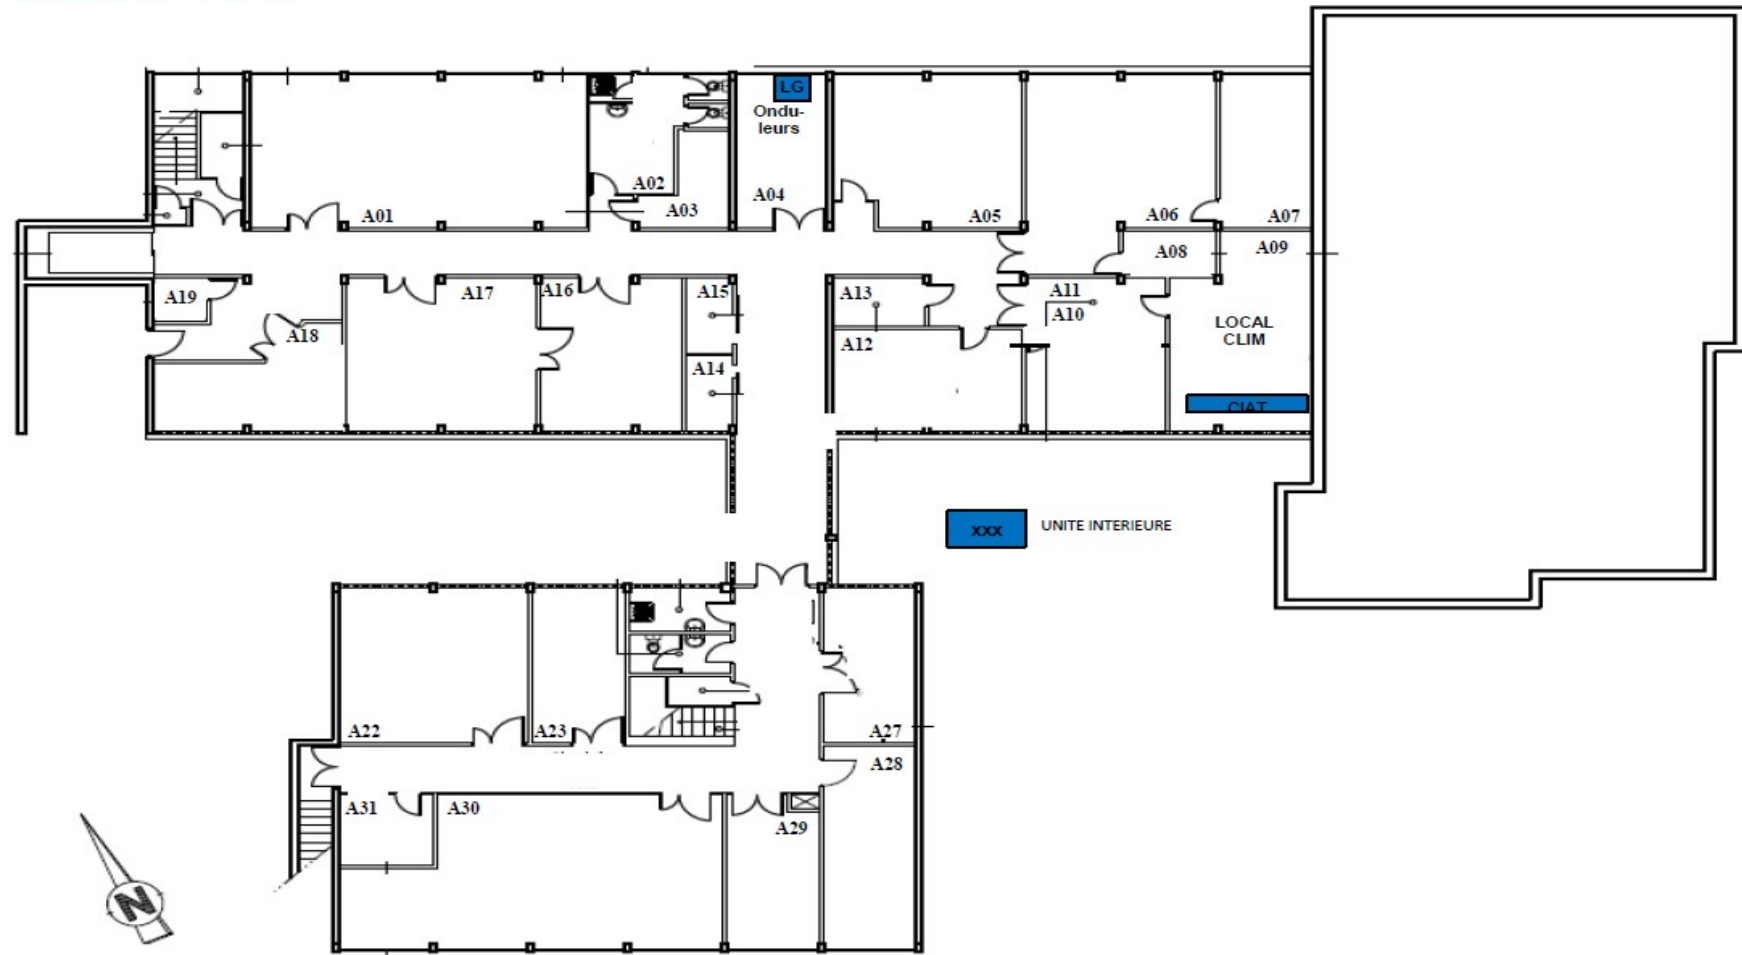 LG
Ondu-
leurs
A01
A02
A03
A04
A05
A06
A07
A08
A09
A19
A18
A17
A16
A15
A14
A13
A12
A11
A10
LOCAL
CLIM
CIAT
xxx UNITE INTERIEURE
A22
A23
A27
A28
A31
A30
A29
N